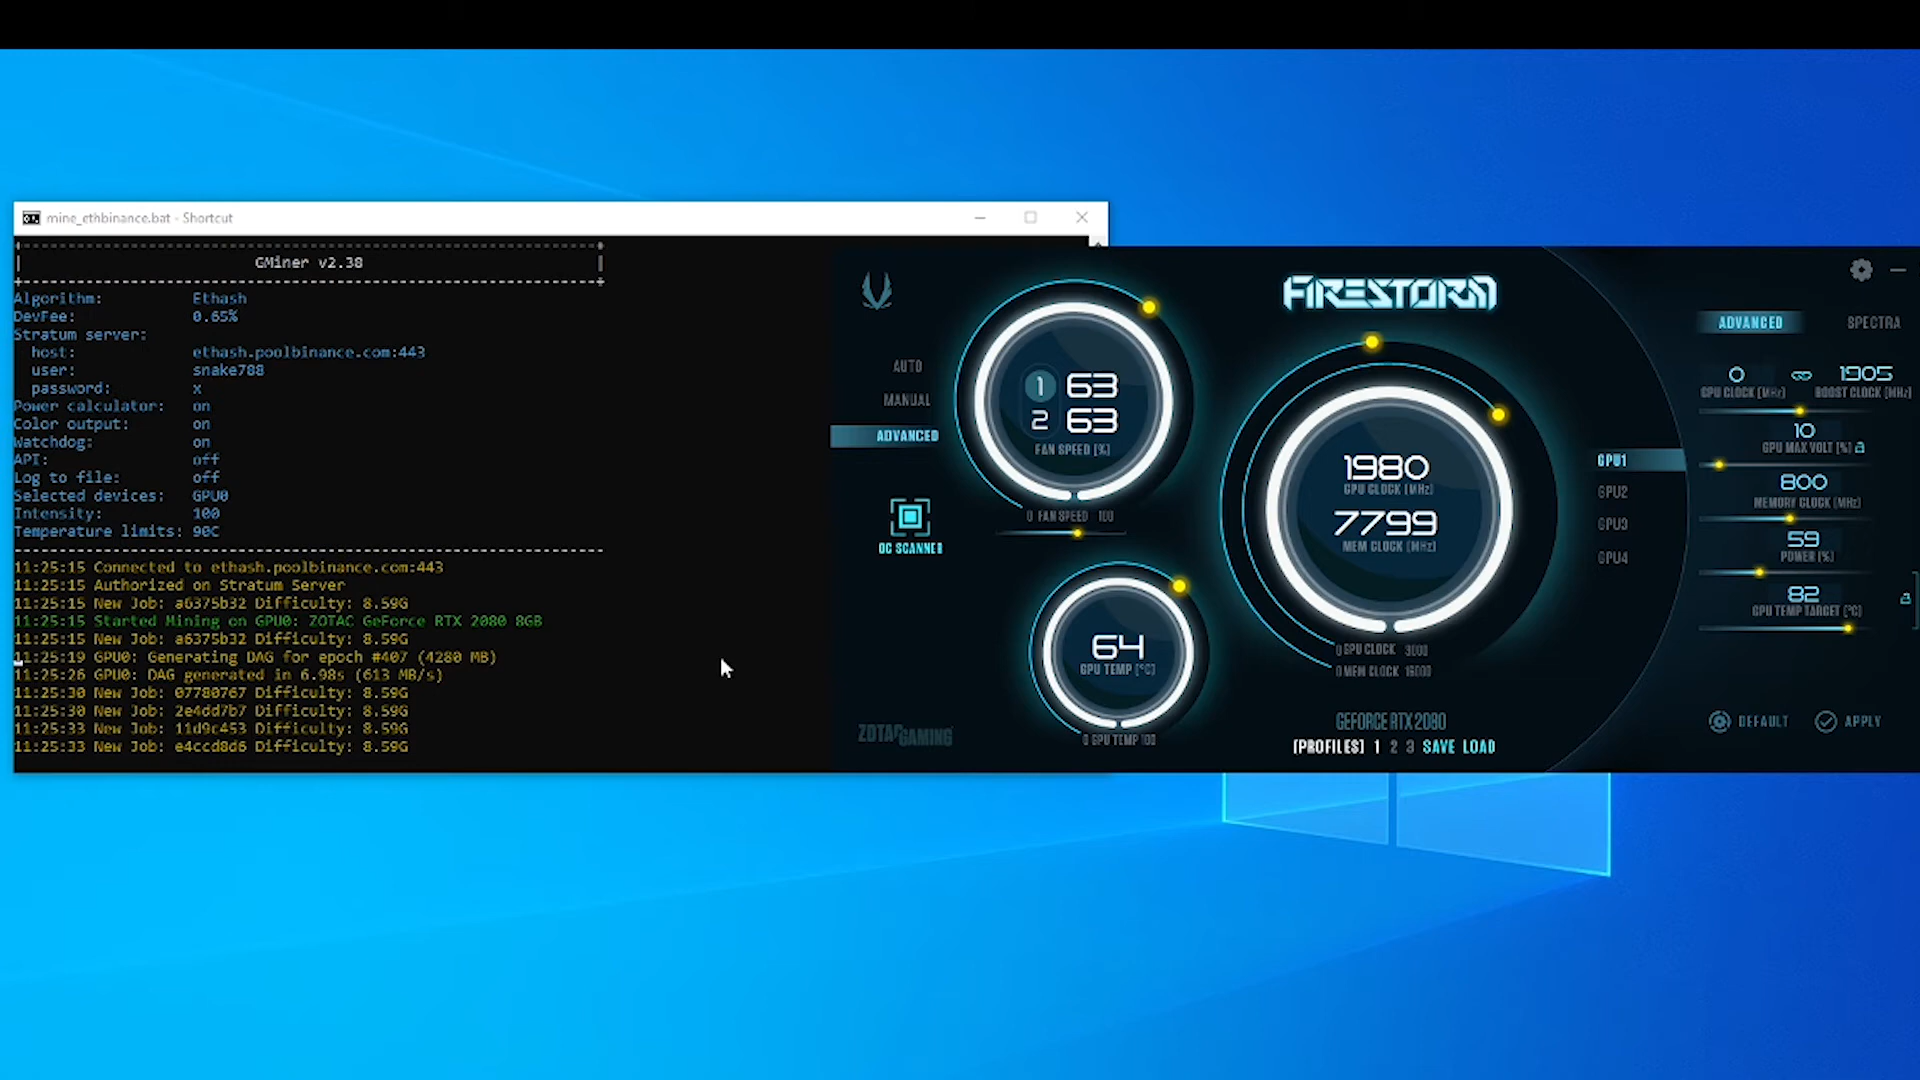 mine_ethbinance.bat - Shortcut
GMiner v2.38
Algorithm: Ethash
DevFee: 0.65%
Stratum server:
host: ethash.poolbinance.com:443
user: snake788
password: x
Power calculator: on
Color output: on
Watchdog: on
API: off
Log to file: off
Selected devices: GPU0
Intensity: 100
Temperature limits: 90C
11:25:15 Connected to ethash.poolbinance.com:443
11:25:15 Authorized on Stratum Server
11:25:15 New Job: a6375b32 Difficulty: 8.59G
11:25:15 Started Mining on GPU0: ZOTAC GeForce RTX 2080 8GB
11:25:15 New Job: a6375b32 Difficulty: 8.59G
11:25:19 GPU0: Generating DAG for epoch #407 (4280 MB)
11:25:26 GPU0: DAG generated in 6.98s (613 MB/s)
11:25:30 New Job: 07780767 Difficulty: 8.59G
11:25:30 New Job: 2e4dd7b7 Difficulty: 8.59G
11:25:33 New Job: 11d9c453 Difficulty: 8.59G
11:25:33 New Job: e4ccd8d6 Difficulty: 8.59G
AUTO
MANUAL
ADVANCED
OC SCANNER
ZOTAC GAMING
1 63
2 63
FAN SPEED [%]
0 FAN SPEED 100
64
GPU TEMP [°C]
0 GPU TEMP 100
FIRESTORM
1980
GPU CLOCK [MHz]
7799
MEM CLOCK [MHz]
0 GPU CLOCK 3000
0 MEM CLOCK 16000
GEFORCE RTX 2080
[PROFILES] 1 2 3 SAVE LOAD
GPU1
GPU2
GPU3
GPU4
ADVANCED SPECTRA
0 1905
GPU CLOCK [MHz] BOOST CLOCK [MHz]
10
GPU MAX VOLT [%]
800
MEMORY CLOCK [MHz]
59
POWER [%]
82
GPU TEMP TARGET [°C]
DEFAULT APPLY